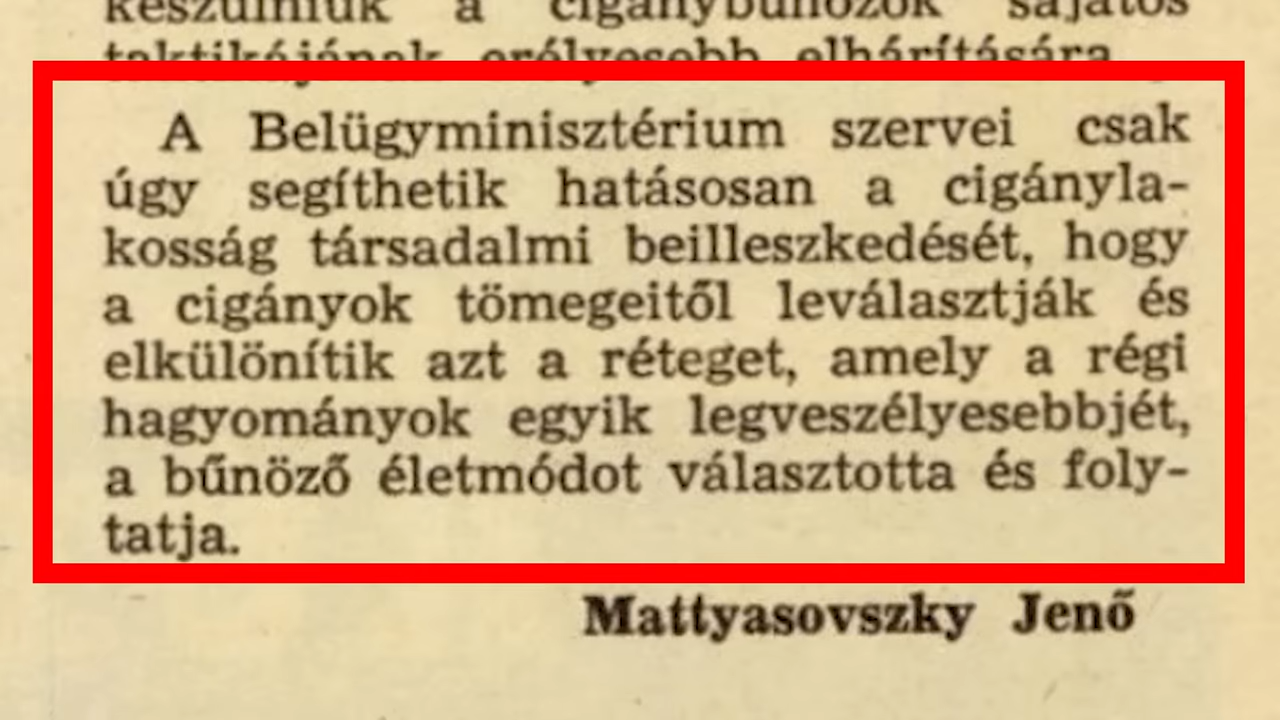 készülniük a cigánybűnözők sajátos
taktikájának erélyesebb elhárítására.
A Belügyminisztérium szervei csak
úgy segíthetik hatásosan a cigányla-
kosság társadalmi beilleszkedését, hogy
a cigányok tömegeitől leválasztják és
elkülönítik azt a réteget, amely a régi
hagyományok egyik legveszélyesebbjét,
a bűnöző életmódot választotta és foly-
tatja.
Mattyasovszky Jenő